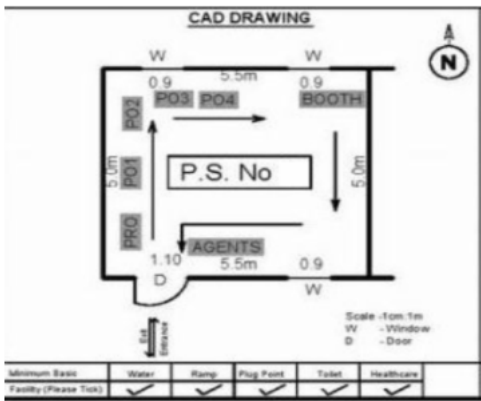 CAD DRAWING
W W
0.9 5.5m 0.9
N
PO3 PO4 BOOTH
PO2
5.0m PO1 P.S. No 5.0m
PRO
AGENTS
1.10 5.5m 0.9
D W
Exit
Entrance
Scale -1cm:1m
W - Window
D - Door
Minimum Basic Water Ramp Plug Point Toilet Healthcare
Facility (Please Tick)